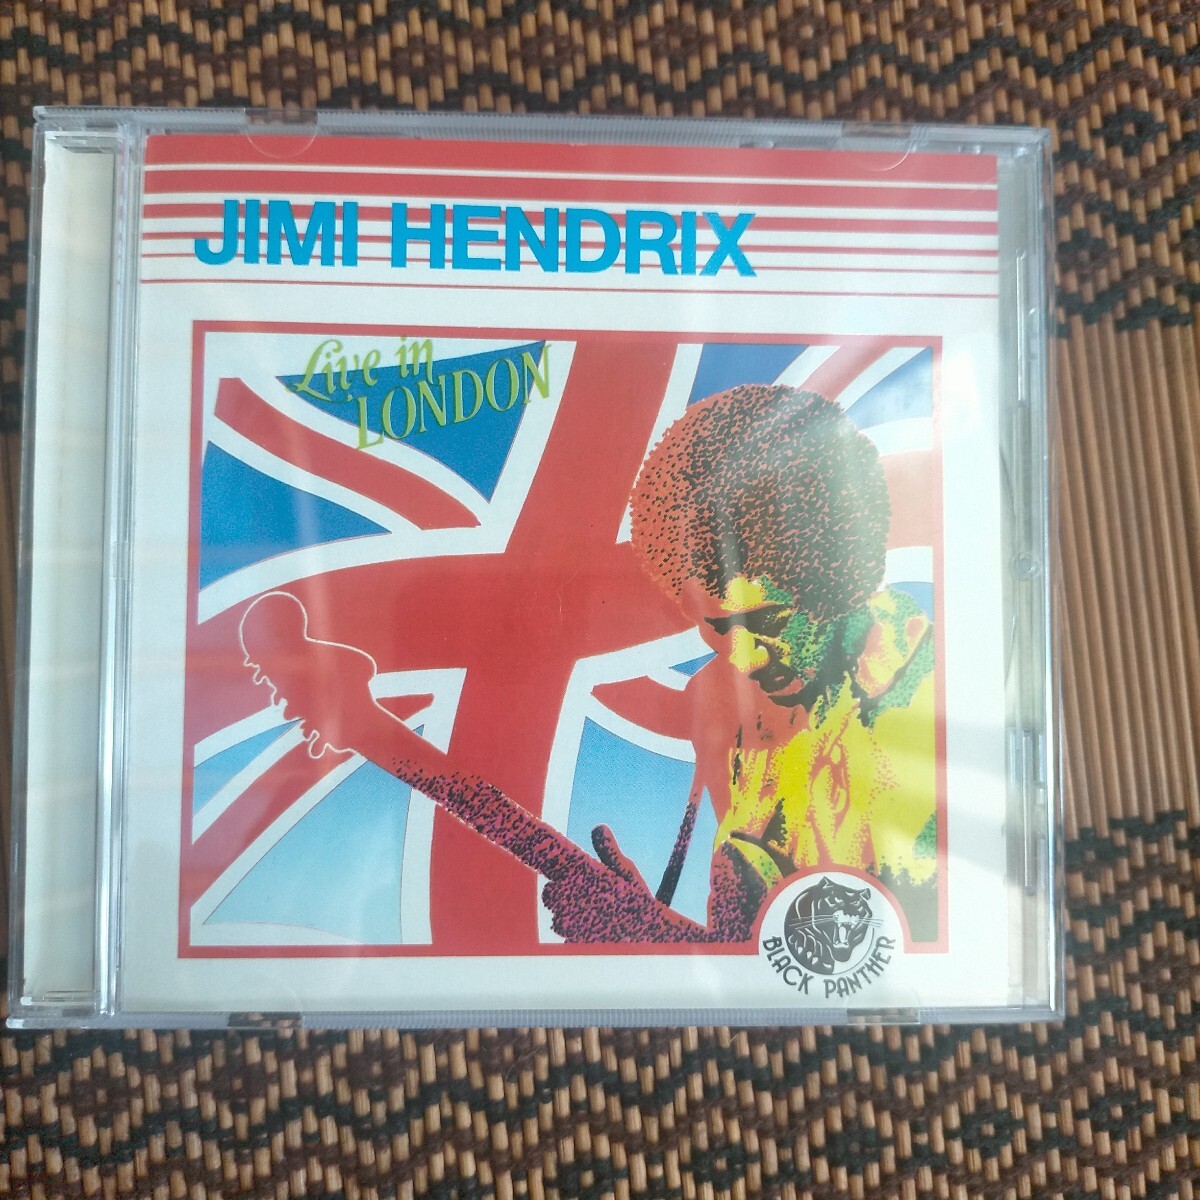 JIMI HENDRIX
Live in
LONDON
BLACK PANTHER